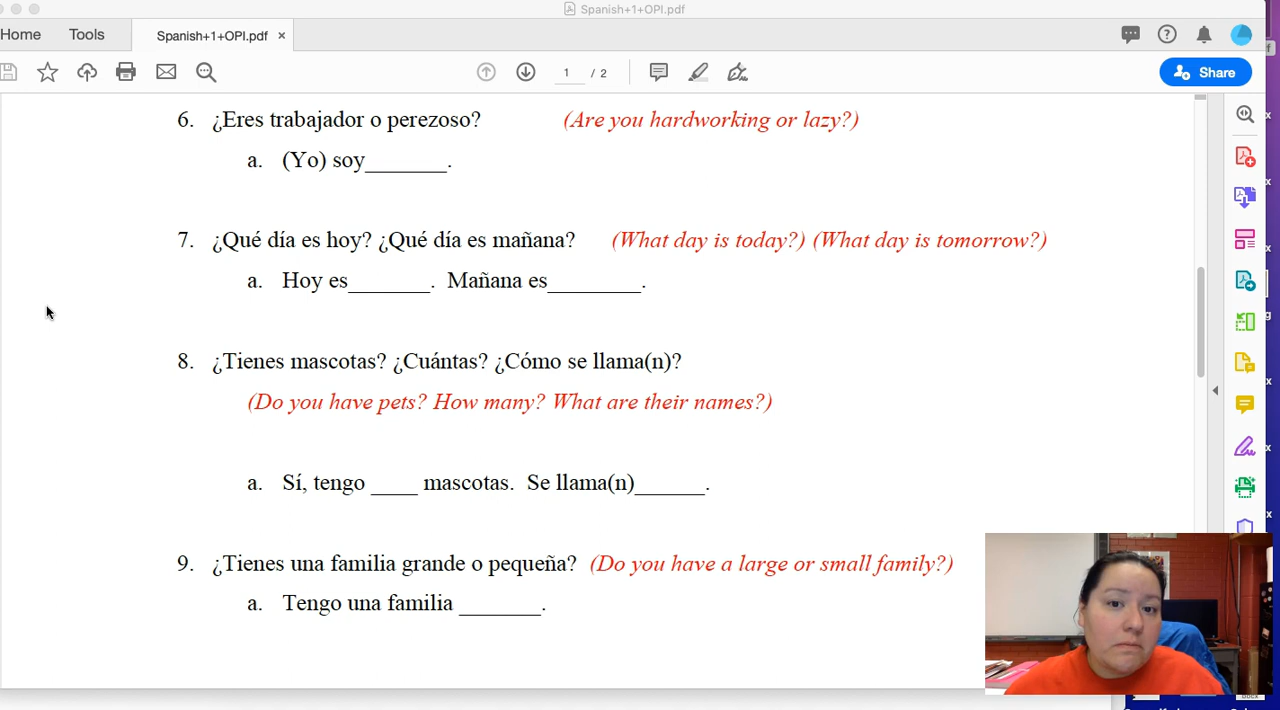 Spanish+1+OPI.pdf
Home Tools Spanish+1+OPI.pdf ×
1 / 2 Share
6. ¿Eres trabajador o perezoso? (Are you hardworking or lazy?)
a. (Yo) soy_______.
7. ¿Qué día es hoy? ¿Qué día es mañana? (What day is today?) (What day is tomorrow?)
a. Hoy es_______. Mañana es________.
8. ¿Tienes mascotas? ¿Cuántas? ¿Cómo se llama(n)?
(Do you have pets? How many? What are their names?)
a. Sí, tengo ____ mascotas. Se llama(n)______.
9. ¿Tienes una familia grande o pequeña? (Do you have a large or small family?)
a. Tengo una familia _______.